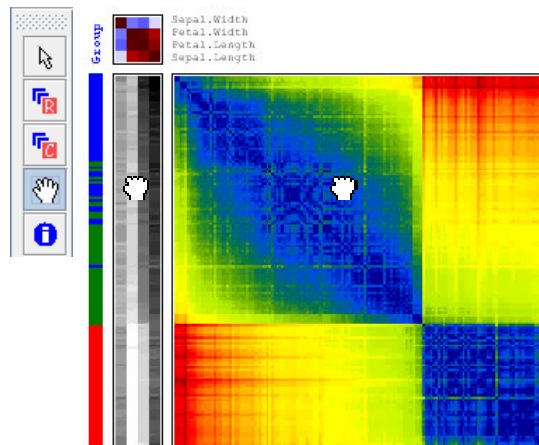 Sepal.Width
Petal.Width
Petal.Length
Sepal.Length
Group
R
C
i